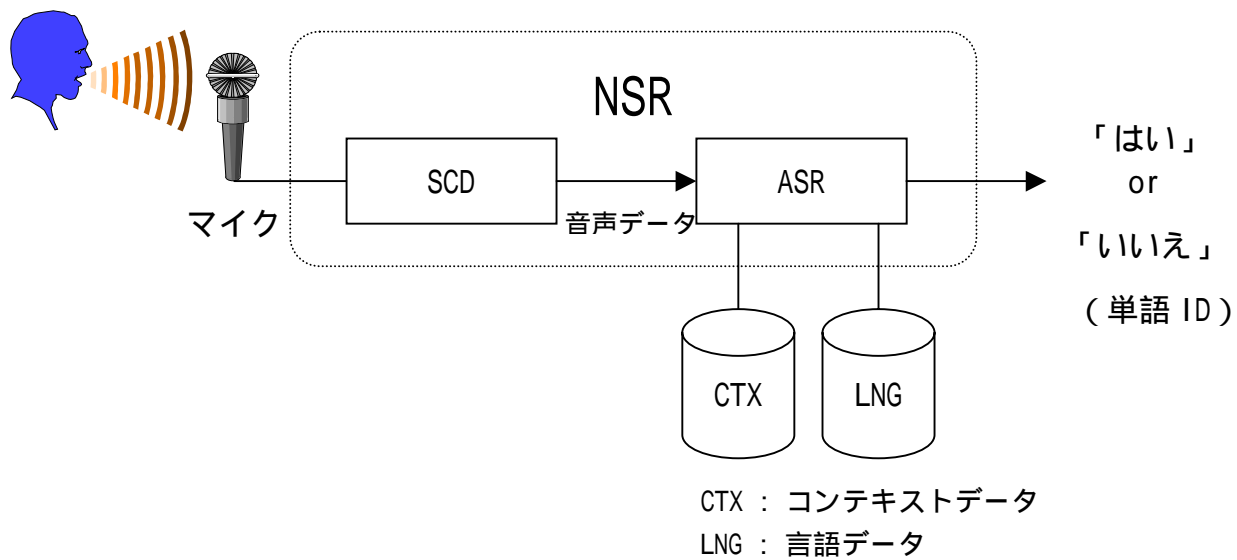 NSR
SCD
ASR
マイク
音声データ
「はい」
or
「いいえ」
(単語 ID)
CTX
LNG
CTX : コンテキストデータ
LNG : 言語データ